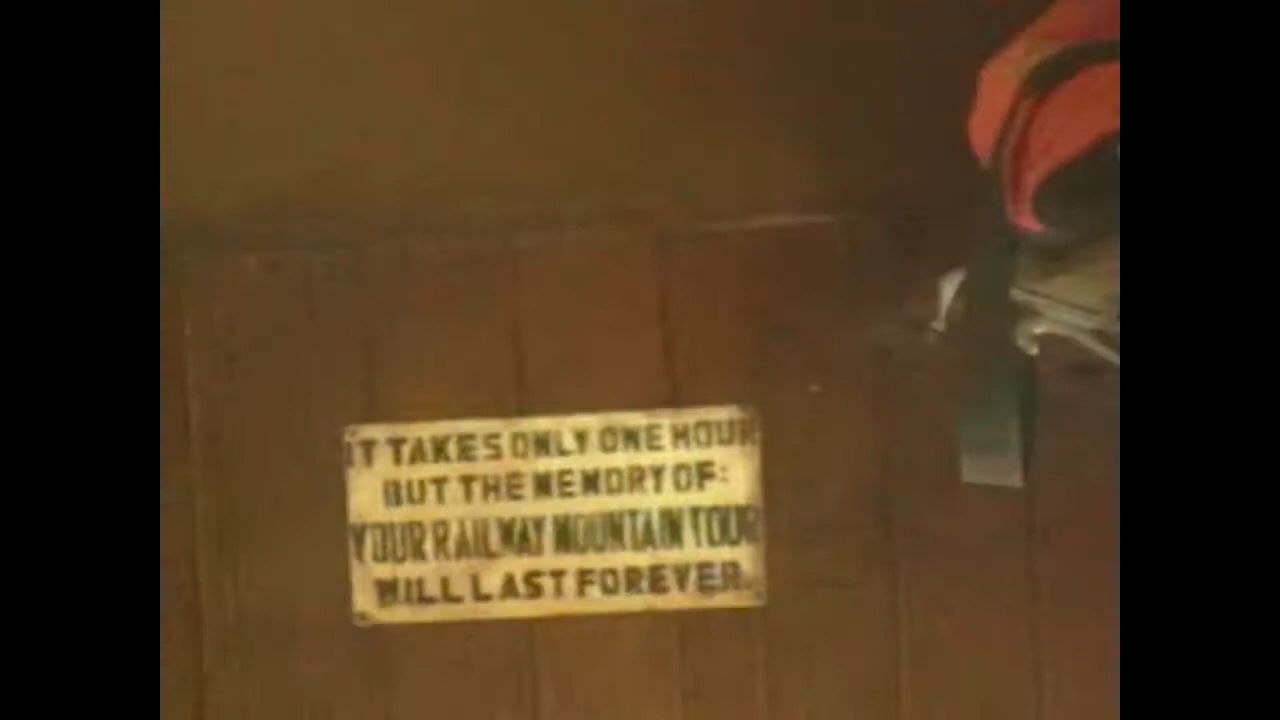 IT TAKES ONLY ONE HOUR
BUT THE MEMORY OF:
YOUR RAILWAY MOUNTAIN TOUR
WILL LAST FOREVER.